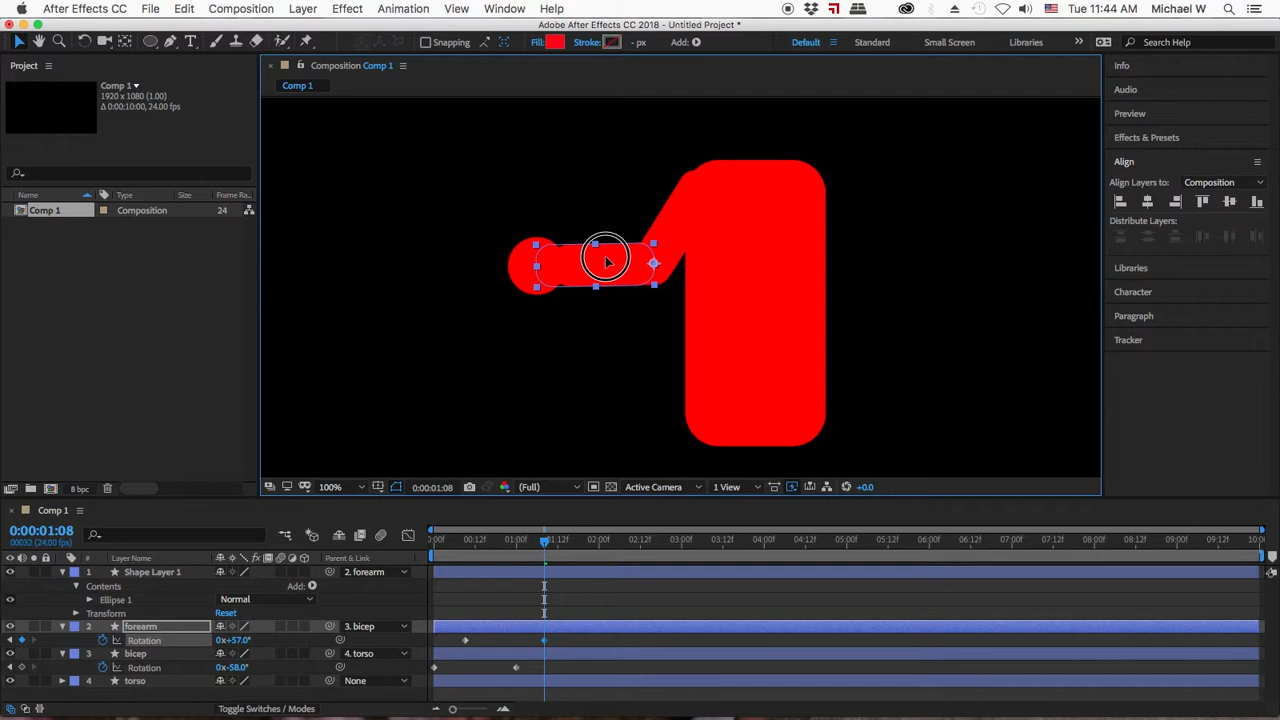 After Effects CC File Edit Composition Layer Effect Animation View Window Help Tue 11:44 AM Michael W
Adobe After Effects CC 2018 - Untitled Project *
Snapping Fill: Stroke: - px Add: Default Standard Small Screen Libraries Search Help
Project
Comp 1
1920 x 1080 (1.00)
Δ 0:00:10:00, 24.00 fps
Name Type Size Frame Ra..
Comp 1 Composition 24
8 bpc
Composition Comp 1
Comp 1
100% 0:00:01:08 (Full) Active Camera 1 View +0.0
Info
Audio
Preview
Effects & Presets
Align
Align Layers to: Composition
Distribute Layers:
Libraries
Character
Paragraph
Tracker
Comp 1
0:00:01:08
00032 (24.00 fps)
:00f 00:12f 01:00f 01:12f 02:00f 02:12f 03:00f 03:12f 04:00f 04:12f 05:00f 05:12f 06:00f 06:12f 07:00f 07:12f 08:00f 08:12f 09:00f 09:12f 10:0
# Layer Name fx Parent & Link
1 Shape Layer 1 2. forearm
Contents Add:
Ellipse 1 Normal
Transform Reset
2 forearm 3. bicep
Rotation 0x+57.0°
3 bicep 4. torso
Rotation 0x-58.0°
4 torso None
Toggle Switches / Modes